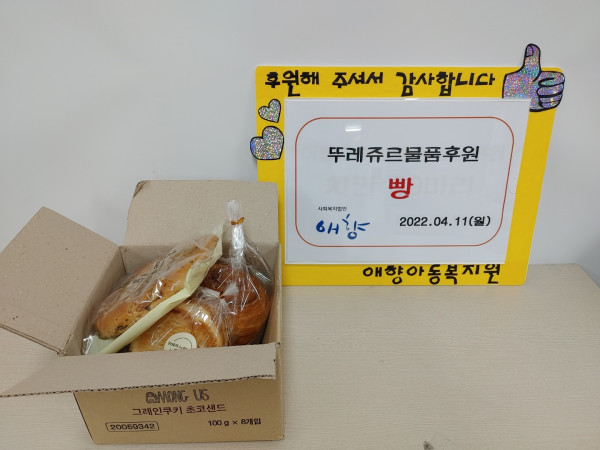 후원해 주셔서 감사합니다
뚜레쥬르물품후원
빵
사회복지법인
애향
2022.04.11(월)
애향아동복지원
AMONG US
그레인쿠키 초코샌드
20059342
100 g × 8개입